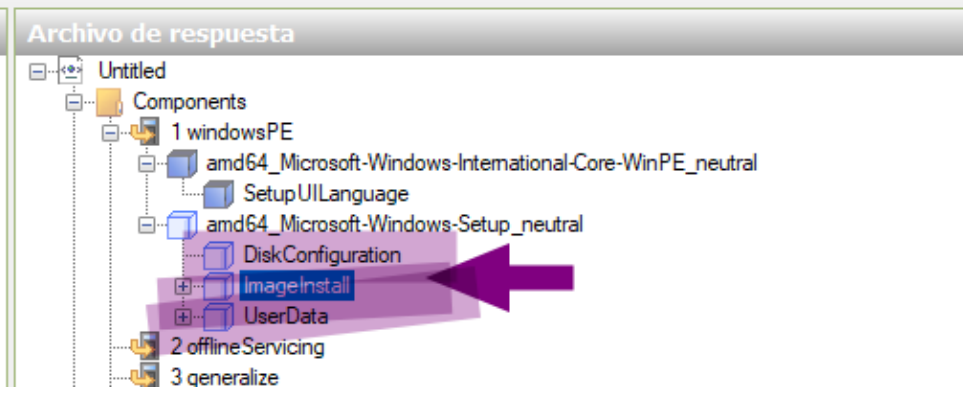 Archivo de respuesta
Untitled
Components
1 windowsPE
amd64_Microsoft-Windows-International-Core-WinPE_neutral
SetupUILanguage
amd64_Microsoft-Windows-Setup_neutral
DiskConfiguration
ImageInstall
UserData
2 offlineServicing
3 generalize